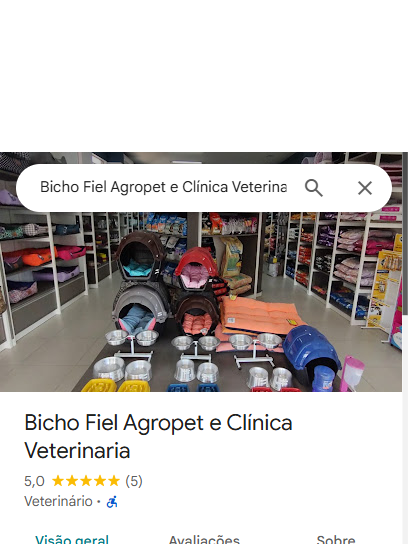 Bicho Fiel Agropet e Clínica Veterina
Bicho Fiel Agropet e Clínica
Veterinaria
5,0 ★★★★★ (5)
Veterinário ·
Visão geral Avaliações Sobre